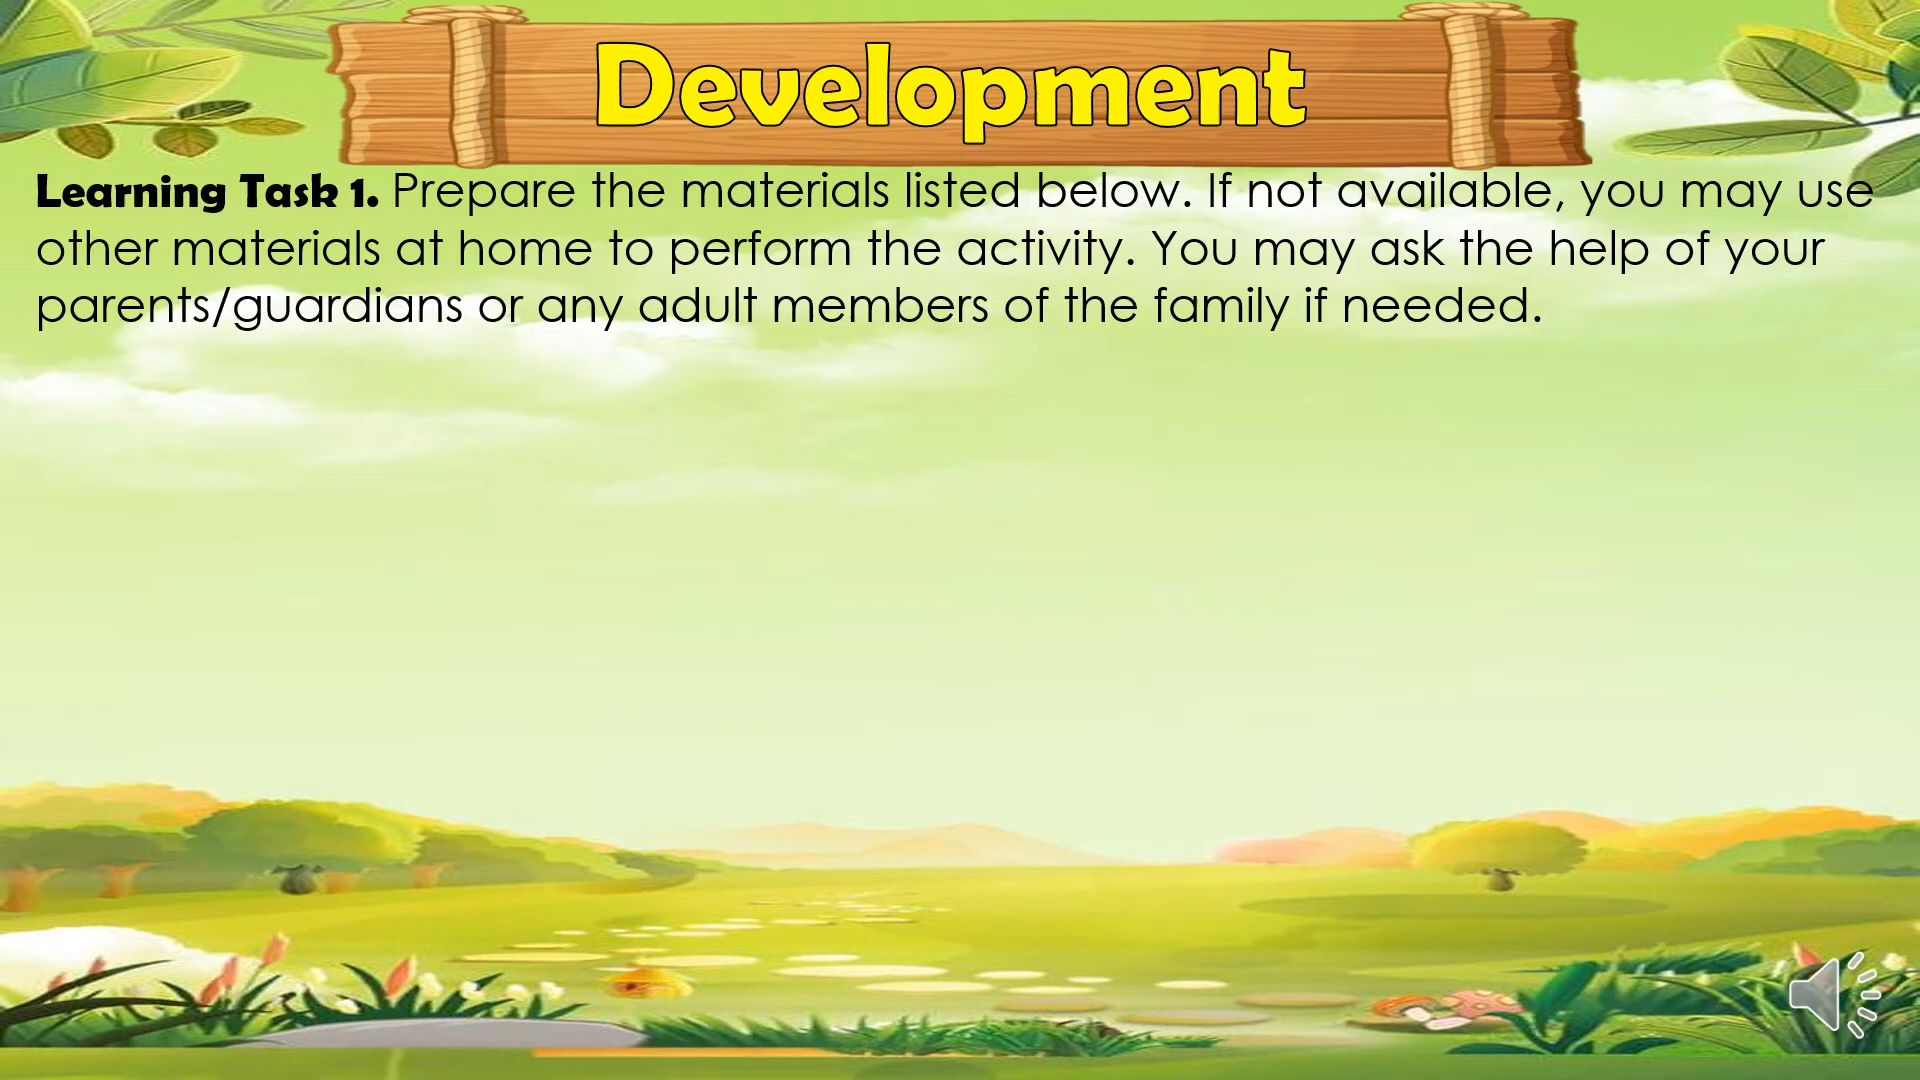 Development
Learning Task 1. Prepare the materials listed below. If not available, you may use
other materials at home to perform the activity. You may ask the help of your
parents/guardians or any adult members of the family if needed.